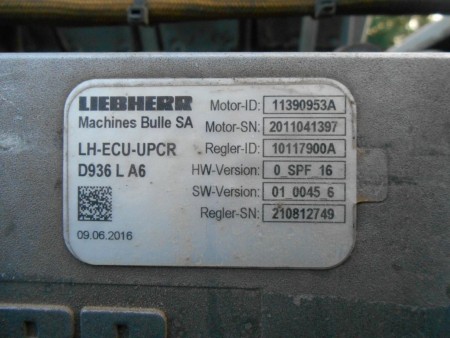 LIEBHERR
Machines Bulle SA
LH-ECU-UPCR
D936 L A6
09.06.2016
Motor-ID: 11390953A
Motor-SN: 2011041397
Regler-ID: 10117900A
HW-Version: 0_SPF_16
SW-Version: 01_0045_6
Regler-SN: 210812749